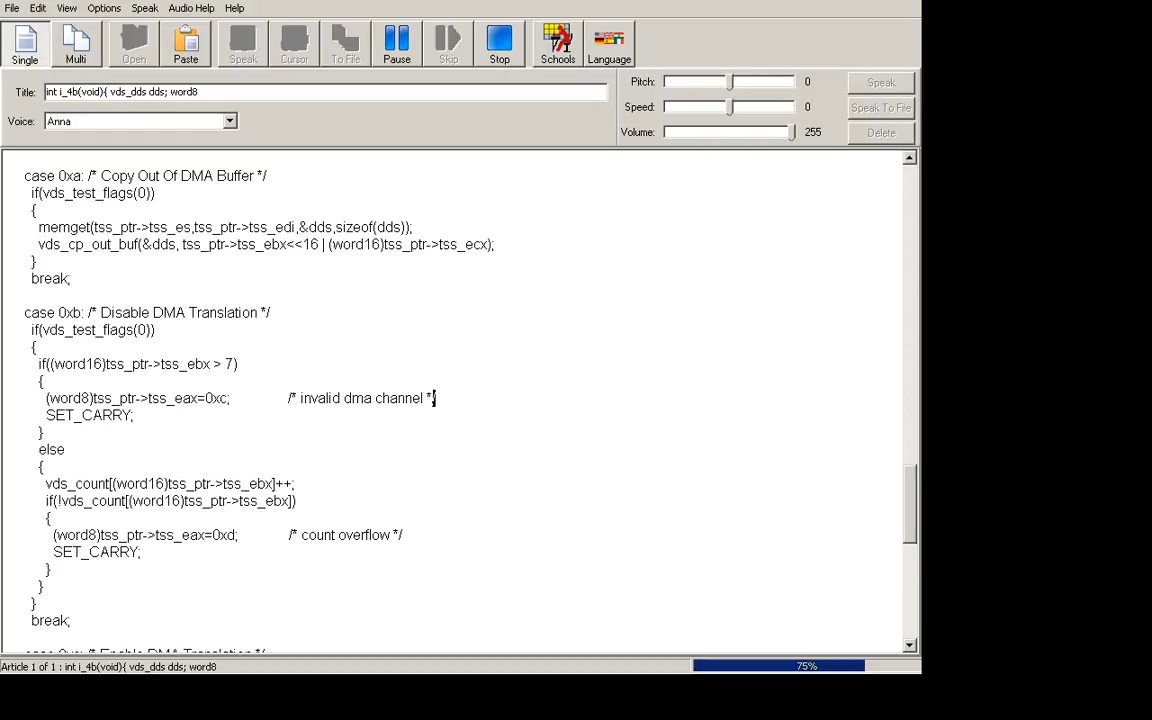 File Edit View Options Speak Audio Help Help
Single Multi Open Paste Speak Cursor To File Pause Skip Stop Schools Language
Title: int i_4b(void){ vds_dds dds; word8
Voice: Anna
Pitch: 0 Speak
Speed: 0 Speak To File
Volume: 255 Delete
case 0xa: /* Copy Out Of DMA Buffer */
if(vds_test_flags(0))
{
memget(tss_ptr->tss_es,tss_ptr->tss_edi,&dds,sizeof(dds));
vds_cp_out_buf(&dds, tss_ptr->tss_ebx<<16 | (word16)tss_ptr->tss_ecx);
}
break;
case 0xb: /* Disable DMA Translation */
if(vds_test_flags(0))
{
if((word16)tss_ptr->tss_ebx > 7)
{
(word8)tss_ptr->tss_eax=0xc; /* invalid dma channel */
SET_CARRY;
}
else
{
vds_count[(word16)tss_ptr->tss_ebx]++;
if(!vds_count[(word16)tss_ptr->tss_ebx])
{
(word8)tss_ptr->tss_eax=0xd; /* count overflow */
SET_CARRY;
}
}
}
break;
Article 1 of 1 : int i_4b(void){ vds_dds dds; word8 75%